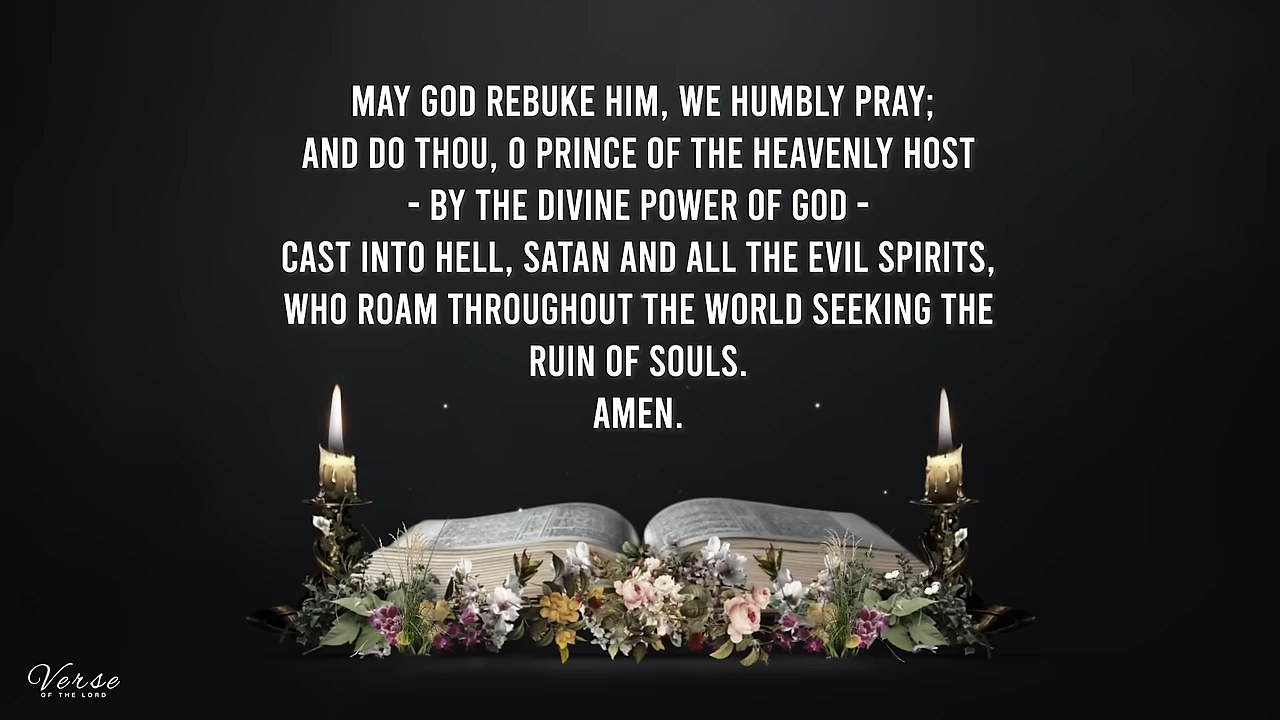 MAY GOD REBUKE HIM, WE HUMBLY PRAY;
AND DO THOU, O PRINCE OF THE HEAVENLY HOST
- BY THE DIVINE POWER OF GOD -
CAST INTO HELL, SATAN AND ALL THE EVIL SPIRITS,
WHO ROAM THROUGHOUT THE WORLD SEEKING THE
RUIN OF SOULS.
AMEN.
Verse
OF THE LORD